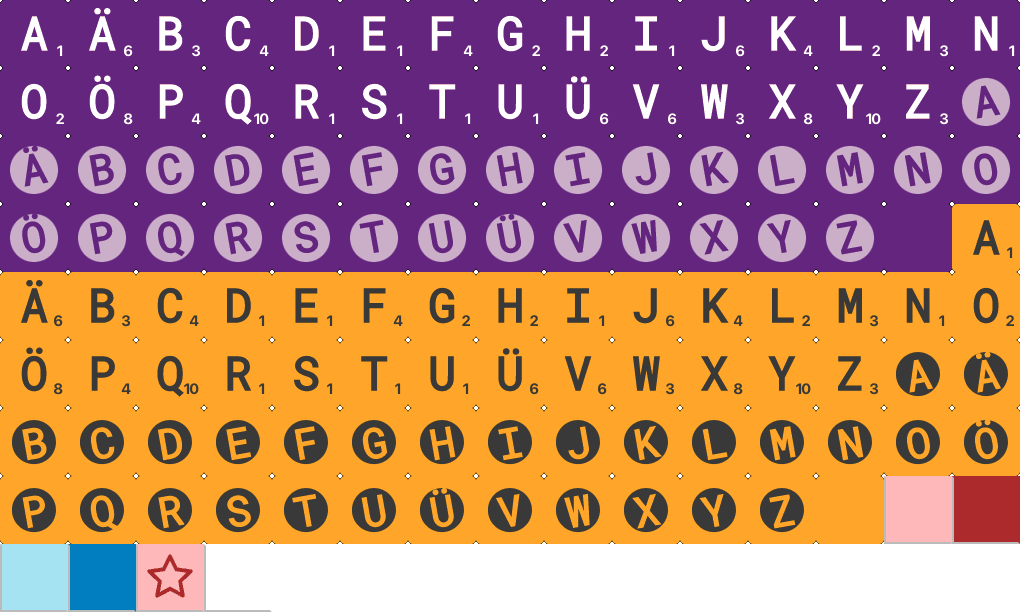 A1 Ä6 B3 C4 D1 E1 F4 G2 H2 I1 J6 K4 L2 M3 N1
O2 Ö8 P4 Q10 R1 S1 T1 U1 Ü6 V6 W3 X8 Y10 Z3 A
Ä B C D E F G H I J K L M N O
Ö P Q R S T U Ü V W X Y Z A1
Ä6 B3 C4 D1 E1 F4 G2 H2 I1 J6 K4 L2 M3 N1 O2
Ö8 P4 Q10 R1 S1 T1 U1 Ü6 V6 W3 X8 Y10 Z3 A Ä
B C D E F G H I J K L M N O Ö
P Q R S T U Ü V W X Y Z